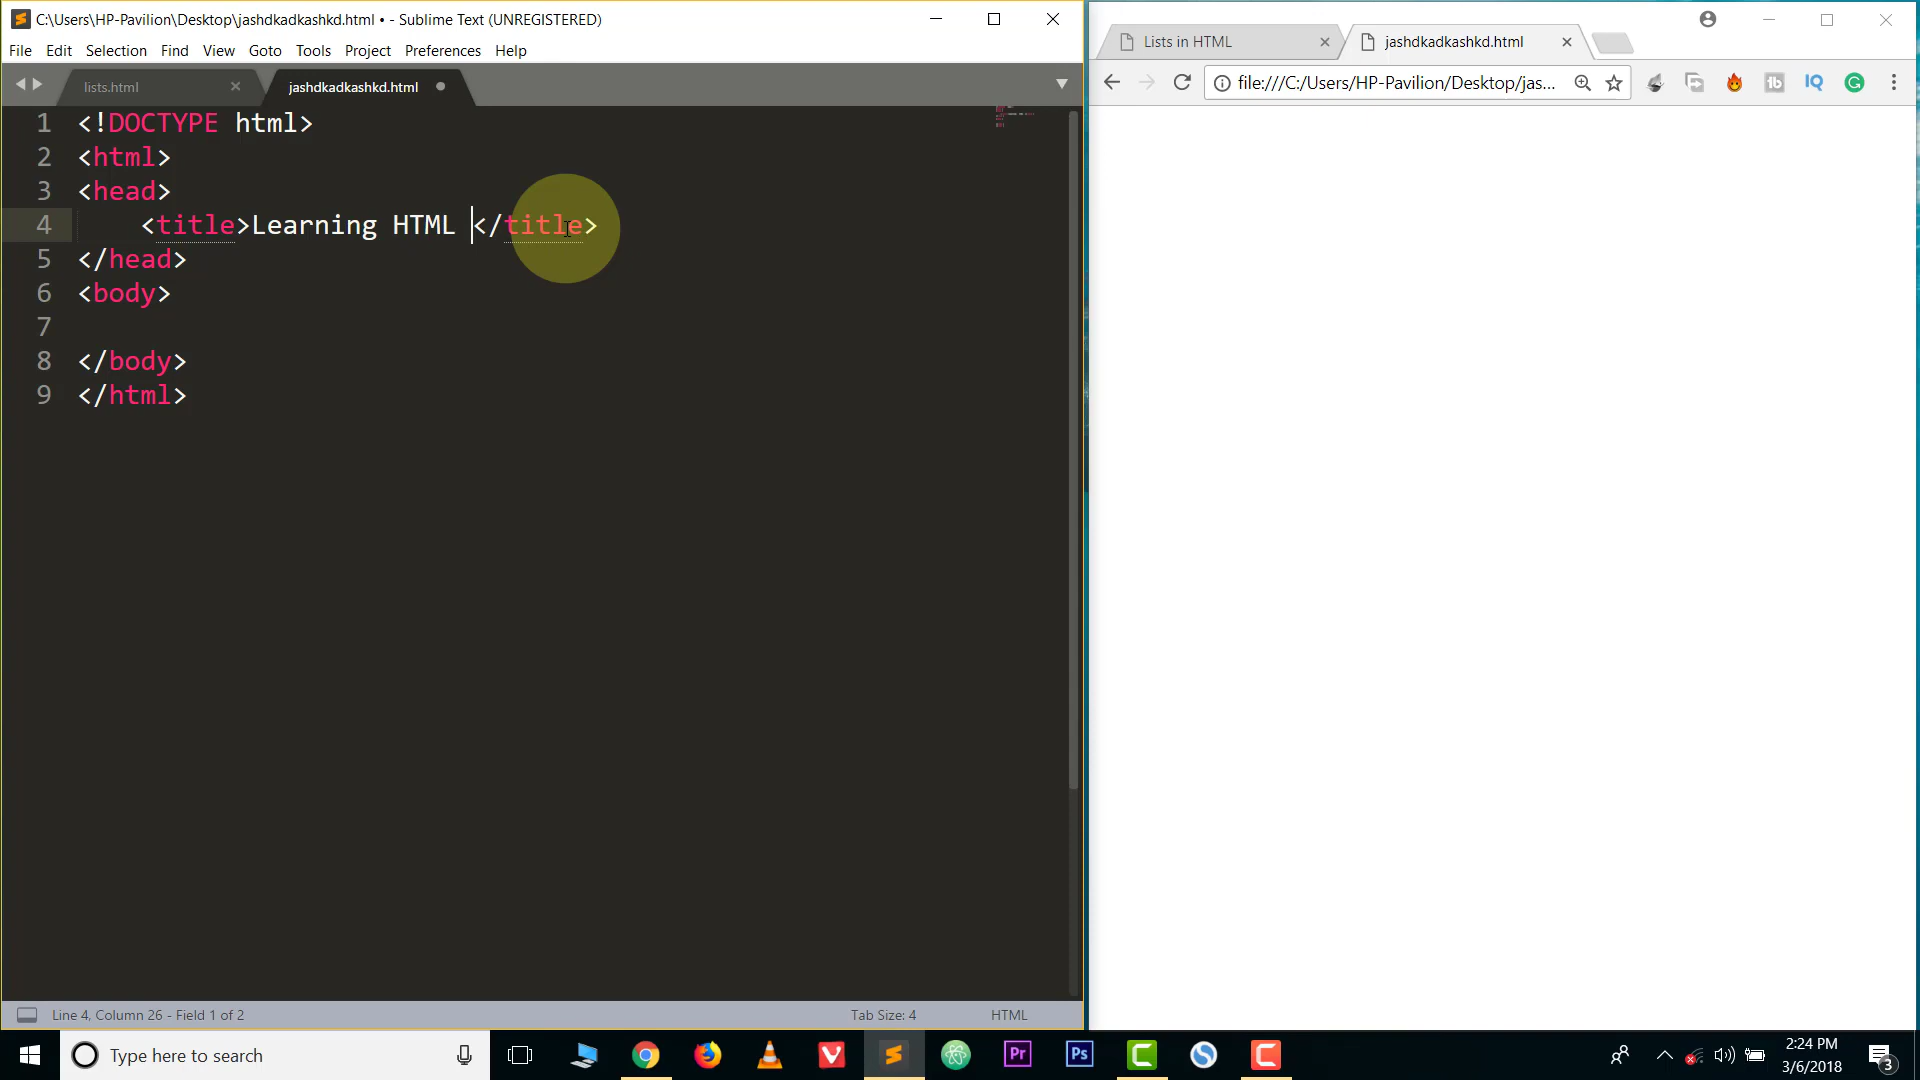 C:\Users\HP-Pavilion\Desktop\jashdkadkashkd.html • - Sublime Text (UNREGISTERED)
File Edit Selection Find View Goto Tools Project Preferences Help
lists.html
jashdkadkashkd.html
1 <!DOCTYPE html>
2 <html>
3 <head>
4 <title>Learning HTML </title>
5 </head>
6 <body>
7
8 </body>
9 </html>
Line 4, Column 26 - Field 1 of 2
Tab Size: 4
HTML
Lists in HTML
jashdkadkashkd.html
file:///C:/Users/HP-Pavilion/Desktop/jas...
IQ
Type here to search
Pr
Ps
2:24 PM
3/6/2018
3